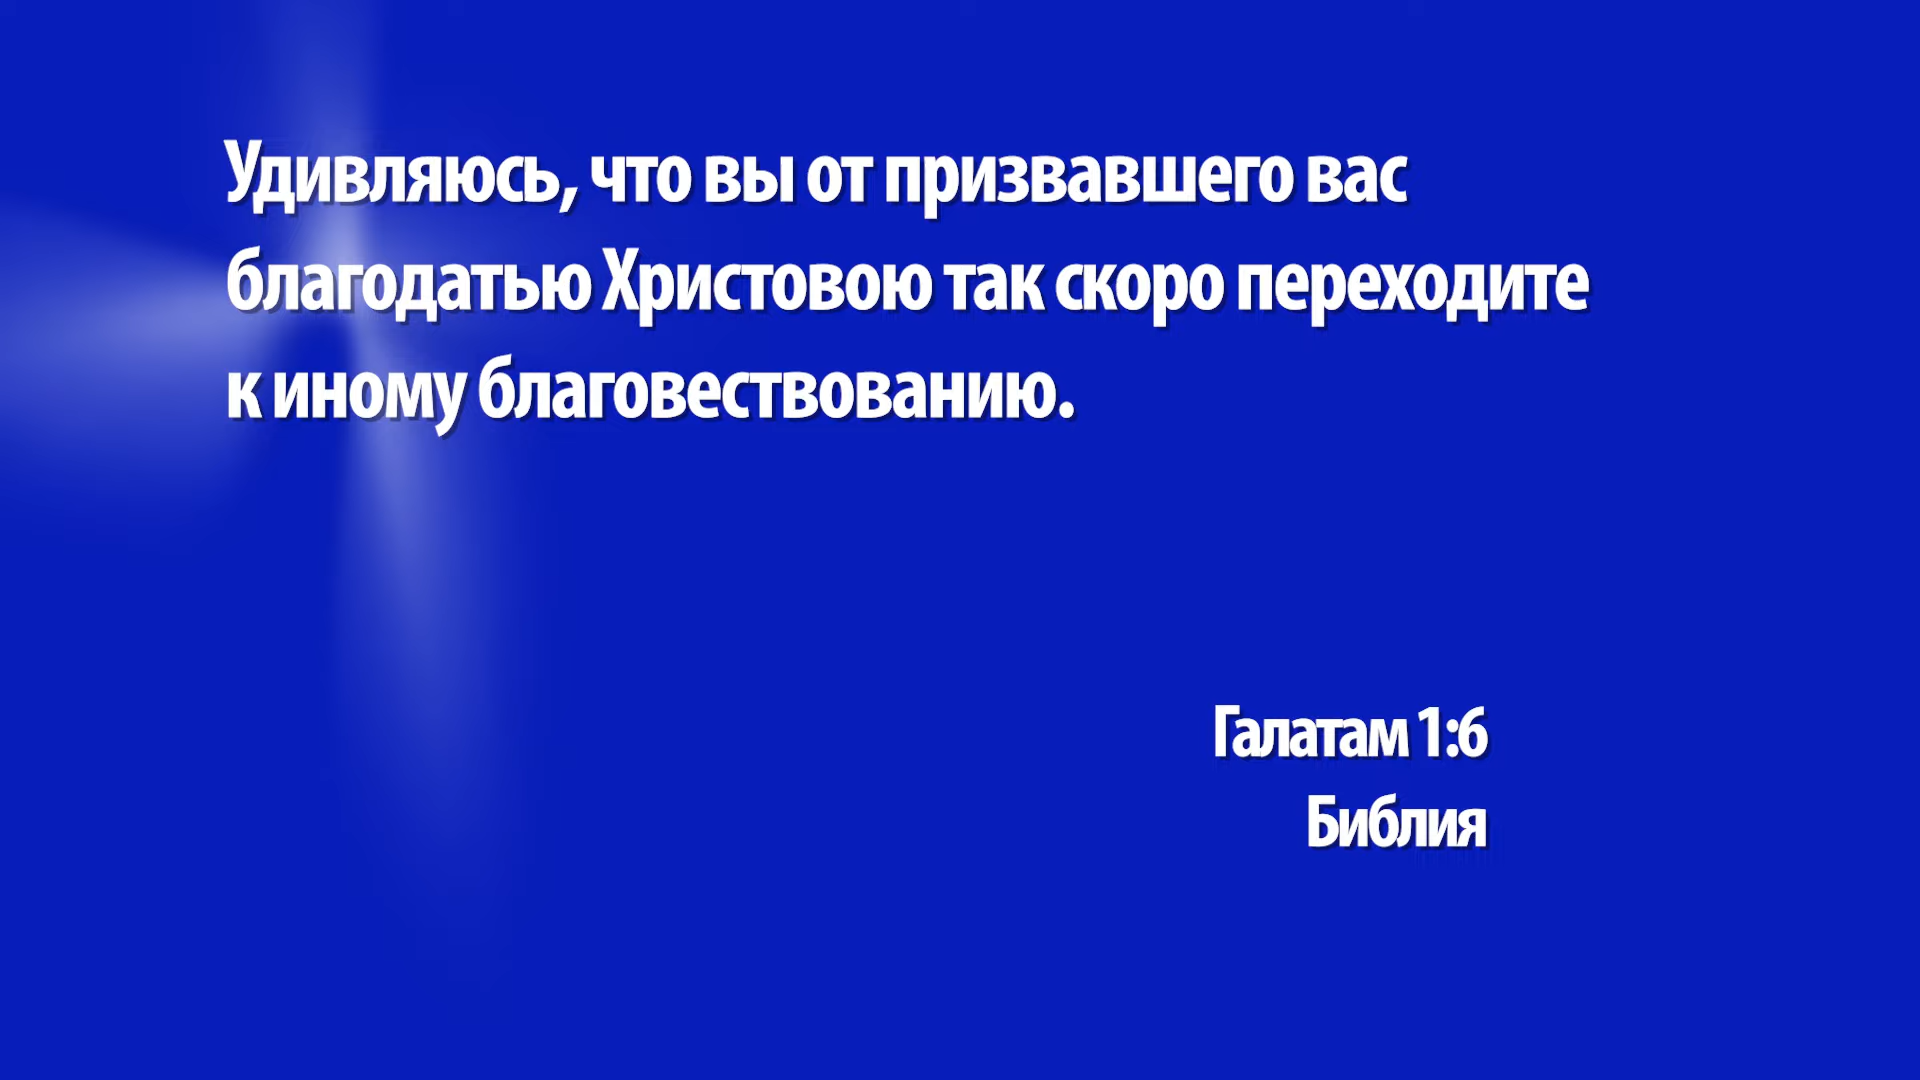 Удивляюсь, что вы от призвавшего вас
благодатью Христовою так скоро переходите
к иному благовествованию.
Галатам 1:6
Библия